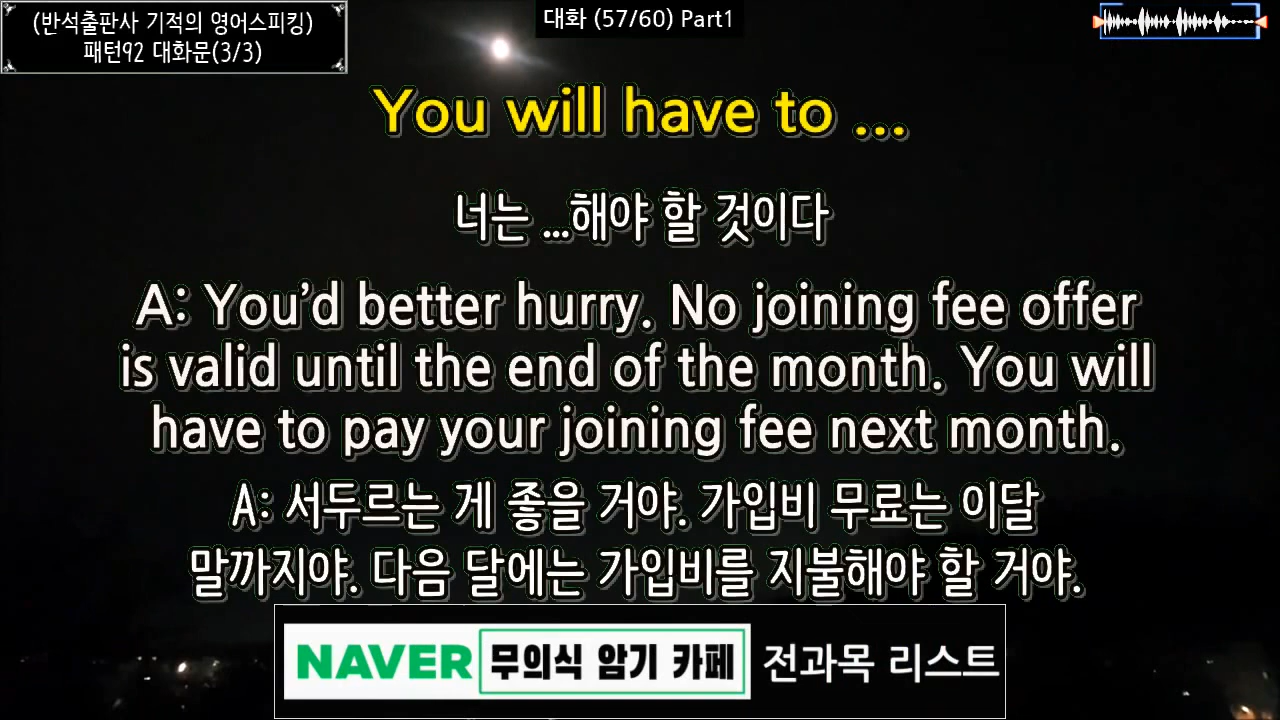 (반석출판사 기적의 영어스피킹)
패턴92 대화문(3/3)
대화 (57/60) Part1
You will have to ...
너는 ...해야 할 것이다
A: You’d better hurry. No joining fee offer
is valid until the end of the month. You will
have to pay your joining fee next month.
A: 서두르는 게 좋을 거야. 가입비 무료는 이달
말까지야. 다음 달에는 가입비를 지불해야 할 거야.
NAVER 무의식 암기 카페 전과목 리스트